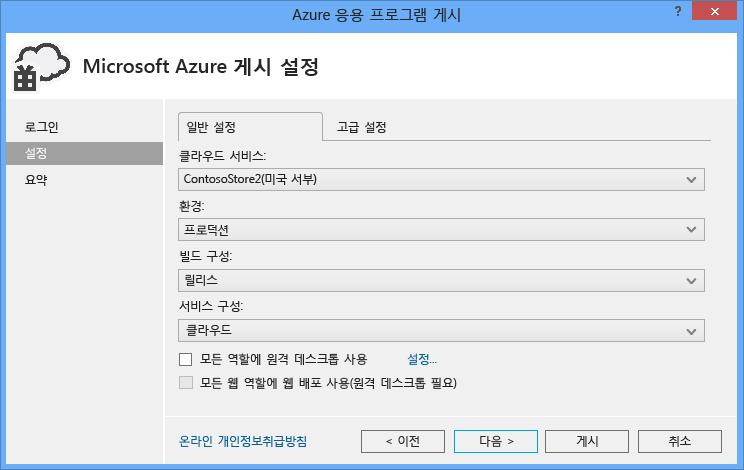 Azure 응용 프로그램 게시
?
Microsoft Azure 게시 설정
로그인
설정
요약
일반 설정
고급 설정
클라우드 서비스:
ContosoStore2(미국 서부)
환경:
프로덕션
빌드 구성:
릴리스
서비스 구성:
클라우드
모든 역할에 원격 데스크톱 사용
설정...
모든 웹 역할에 웹 배포 사용(원격 데스크톱 필요)
온라인 개인정보취급방침
< 이전
다음 >
게시
취소